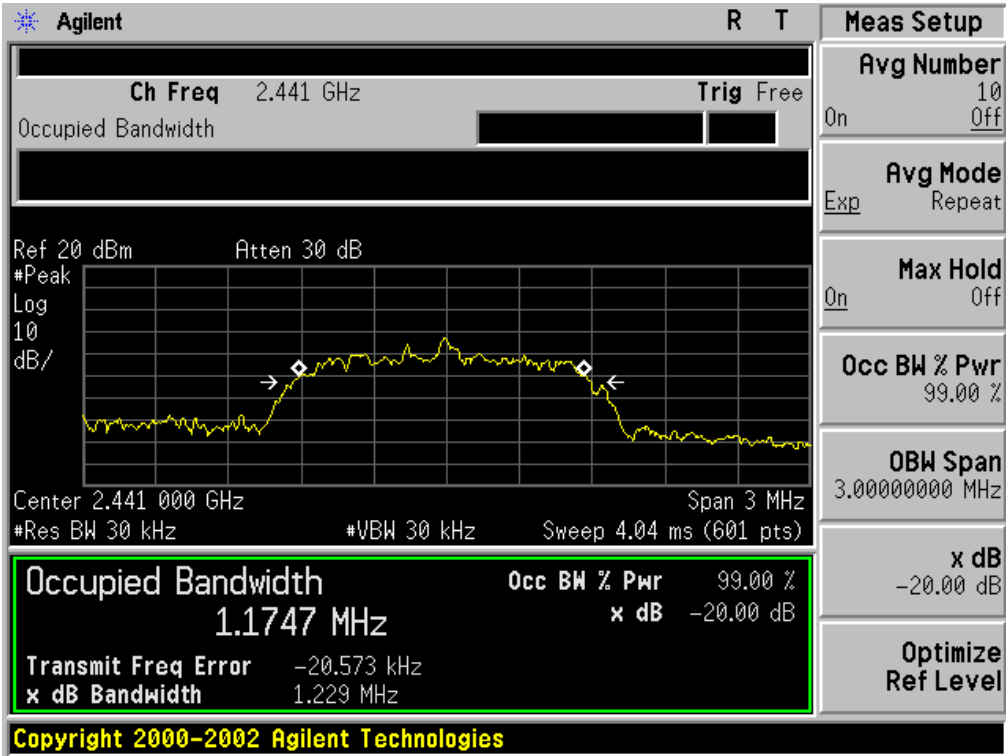 Agilent R T
Ch Freq 2.441 GHz Trig Free
Occupied Bandwidth
Ref 20 dBm Atten 30 dB
#Peak
Log
10
dB/
Center 2.441 000 GHz Span 3 MHz
#Res BW 30 kHz #VBW 30 kHz Sweep 4.04 ms (601 pts)
Occupied Bandwidth Occ BW % Pwr 99.00 %
1.1747 MHz x dB -20.00 dB
Transmit Freq Error -20.573 kHz
x dB Bandwidth 1.229 MHz
Copyright 2000-2002 Agilent Technologies
Meas Setup
Avg Number
10
On Off
Avg Mode
Exp Repeat
Max Hold
On Off
Occ BW % Pwr
99.00 %
OBW Span
3.00000000 MHz
x dB
-20.00 dB
Optimize
Ref Level